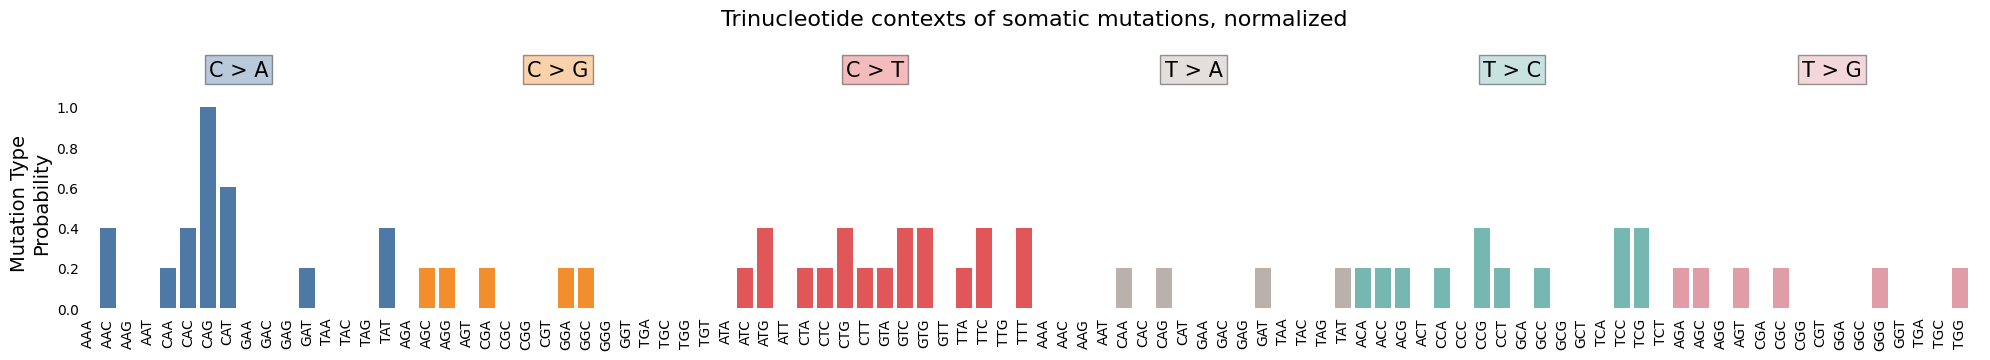 Trinucleotide contexts of somatic mutations, normalized
C > A
C > G
C > T
T > A
T > C
T > G
Mutation Type
Probability
1.0
0.8
0.6
0.4
0.2
0.0
AAA
AAC
AAG
AAT
CAA
CAC
CAG
CAT
GAA
GAC
GAG
GAT
TAA
TAC
TAG
TAT
AGA
AGC
AGG
AGT
CGA
CGC
CGG
CGT
GGA
GGC
GGG
GGT
TGA
TGC
TGG
TGT
ATA
ATC
ATG
ATT
CTA
CTC
CTG
CTT
GTA
GTC
GTG
GTT
TTA
TTC
TTG
TTT
AAA
AAC
AAG
AAT
CAA
CAC
CAG
CAT
GAA
GAC
GAG
GAT
TAA
TAC
TAG
TAT
ACA
ACC
ACG
ACT
CCA
CCC
CCG
CCT
GCA
GCC
GCG
GCT
TCA
TCC
TCG
TCT
AGA
AGC
AGG
AGT
CGA
CGC
CGG
CGT
GGA
GGC
GGG
GGT
TGA
TGC
TGG